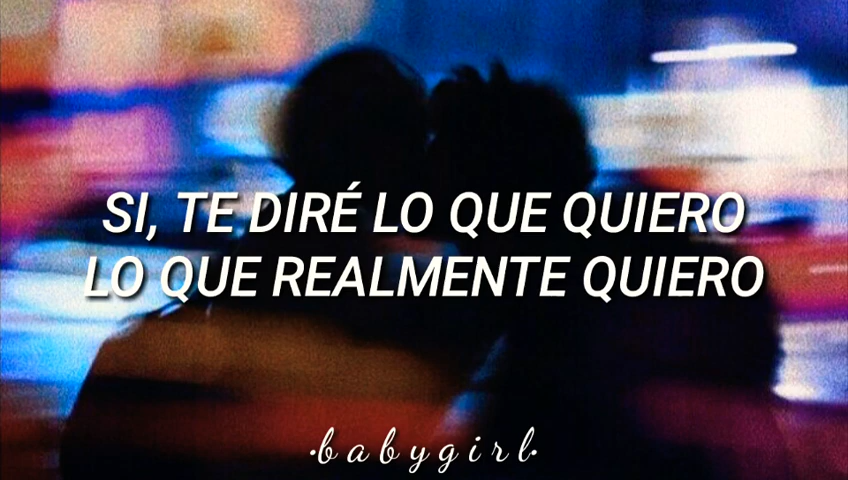 SI, TE DIRÉ LO QUE QUIERO
LO QUE REALMENTE QUIERO
·babygirl·